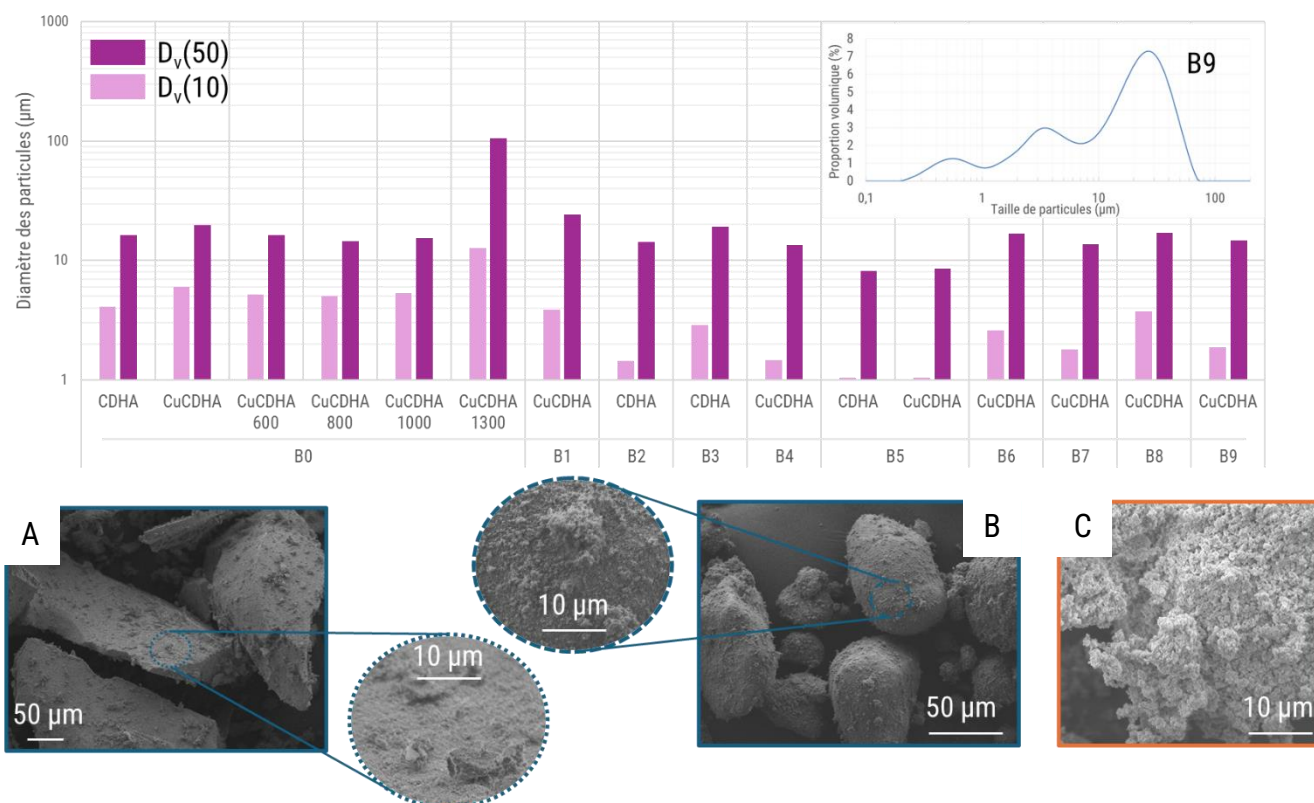 1000
100
10
1
Diamètre des particules (µm)
Dv(50)
Dv(10)
B9
Proportion volumique (%)
8
7
6
5
4
3
2
1
0
0,1 1 10 100
Taille de particules (µm)
CDHA CuCDHA CuCDHA 600 CuCDHA 800 CuCDHA 1000 CuCDHA 1300 CuCDHA CDHA CDHA CuCDHA CDHA CuCDHA CuCDHA CuCDHA CuCDHA CuCDHA
B0 B1 B2 B3 B4 B5 B6 B7 B8 B9
A
50 µm
10 µm
10 µm
B
50 µm
C
10 µm